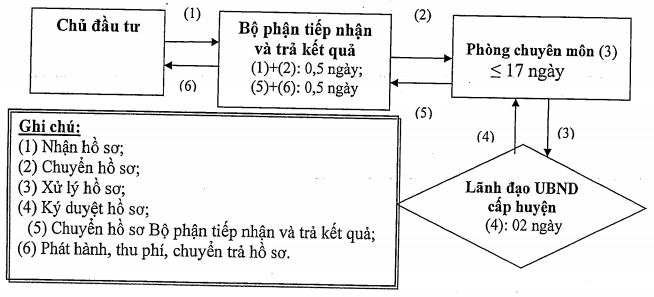 Chủ đầu tư
(1)
(6)
Bộ phận tiếp nhận
và trả kết quả
(1)+(2): 0,5 ngày;
(5)+(6): 0,5 ngày
(2)
(5)
Phòng chuyên môn (3)
≤ 17 ngày
(4)
(3)
Lãnh đạo UBND
cấp huyện
(4): 02 ngày
Ghi chú:
(1) Nhận hồ sơ;
(2) Chuyển hồ sơ;
(3) Xử lý hồ sơ;
(4) Ký duyệt hồ sơ;
(5) Chuyển hồ sơ Bộ phận tiếp nhận và trả kết quả;
(6) Phát hành, thu phí, chuyển trả hồ sơ.